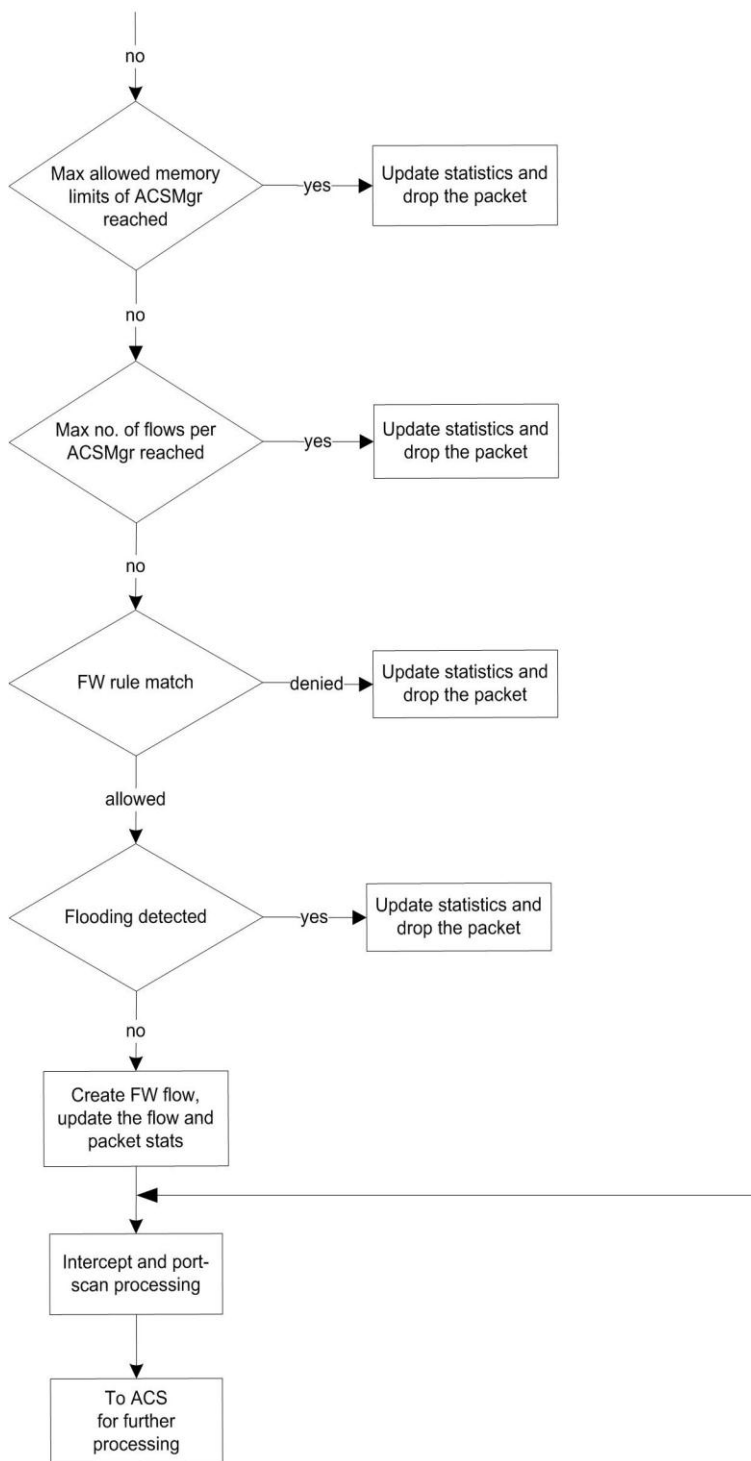 no
Max allowed memory
limits of ACSMgr
reached
yes
Update statistics and
drop the packet
no
Max no. of flows per
ACSMgr reached
yes
Update statistics and
drop the packet
no
FW rule match
denied
Update statistics and
drop the packet
allowed
Flooding detected
yes
Update statistics and
drop the packet
no
Create FW flow,
update the flow and
packet stats
Intercept and port-
scan processing
To ACS
for further
processing